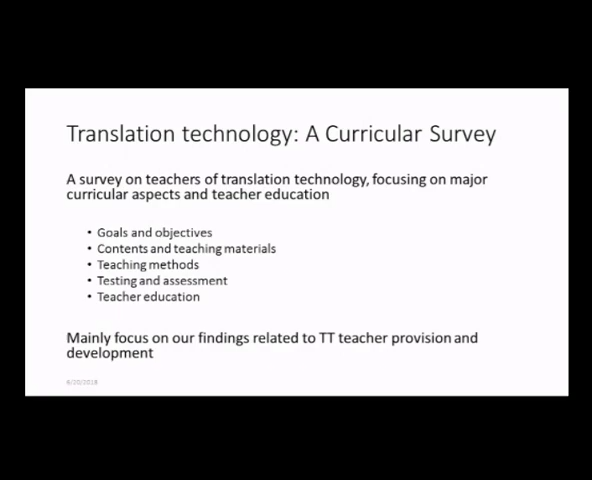 Translation technology: A Curricular Survey
A survey on teachers of translation technology, focusing on major
curricular aspects and teacher education
• Goals and objectives
• Contents and teaching materials
• Teaching methods
• Testing and assessment
• Teacher education
Mainly focus on our findings related to TT teacher provision and
development
6/20/2018